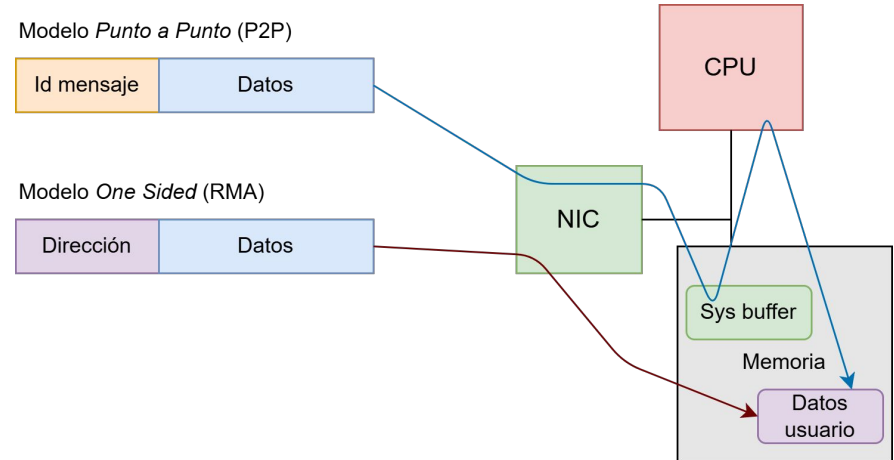 Modelo Punto a Punto (P2P)
Id mensaje
Datos
CPU
Modelo One Sided (RMA)
Dirección
Datos
NIC
Sys buffer
Memoria
Datos
usuario